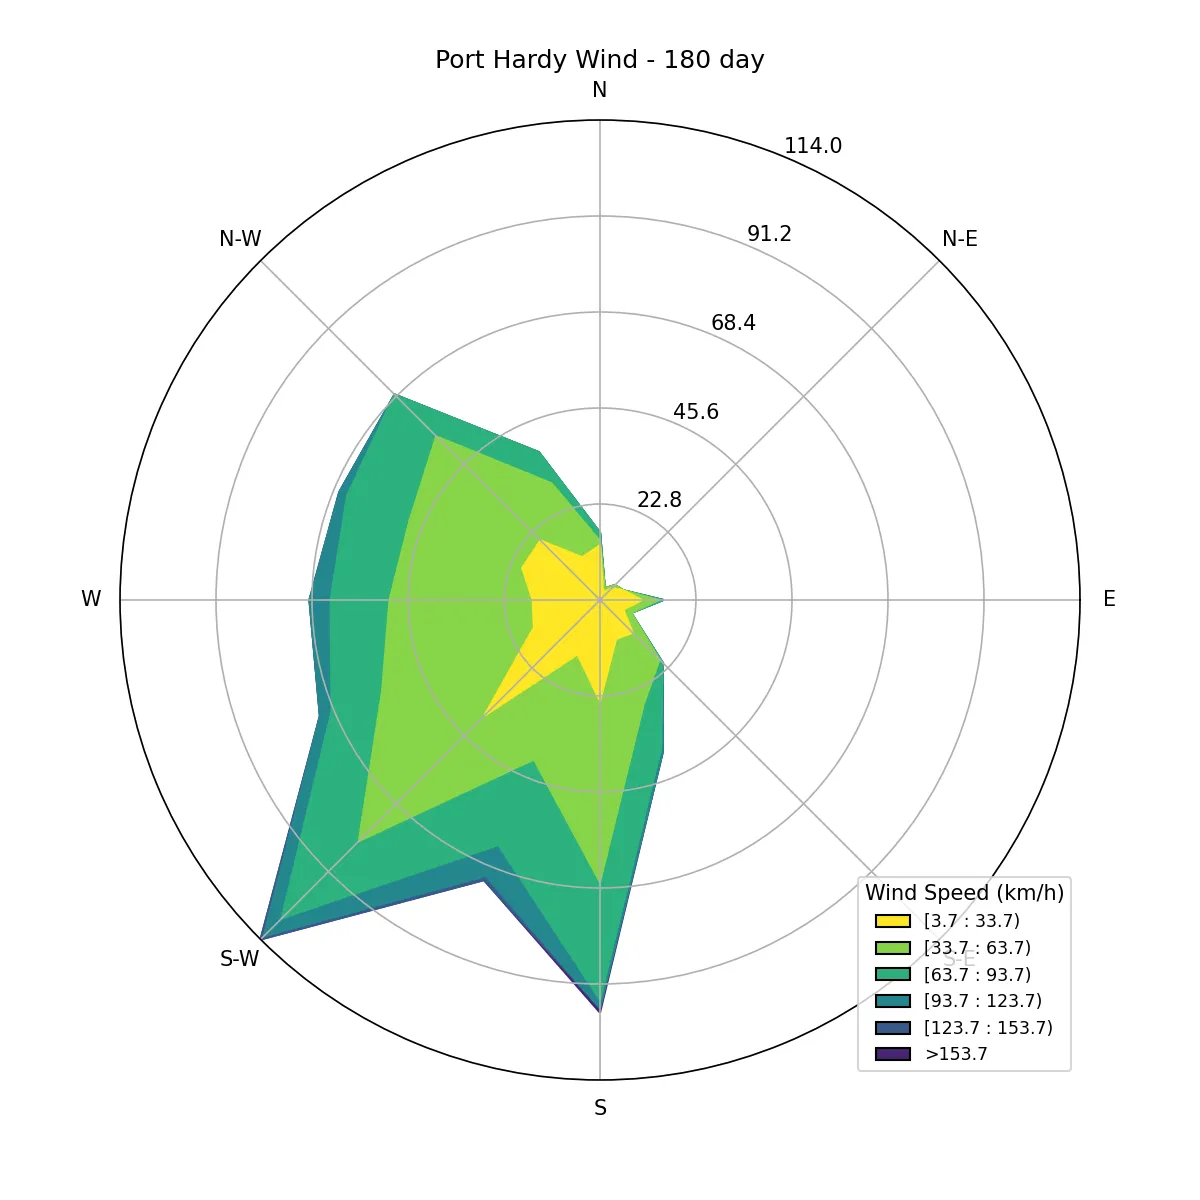 Port Hardy Wind - 180 day
N
114.0
N-W
91.2
N-E
68.4
45.6
22.8
W
E
Wind Speed (km/h)
[3.7 : 33.7)
[33.7 : 63.7)
S-W
S-E
[63.7 : 93.7)
[93.7 : 123.7)
[123.7 : 153.7)
>153.7
S